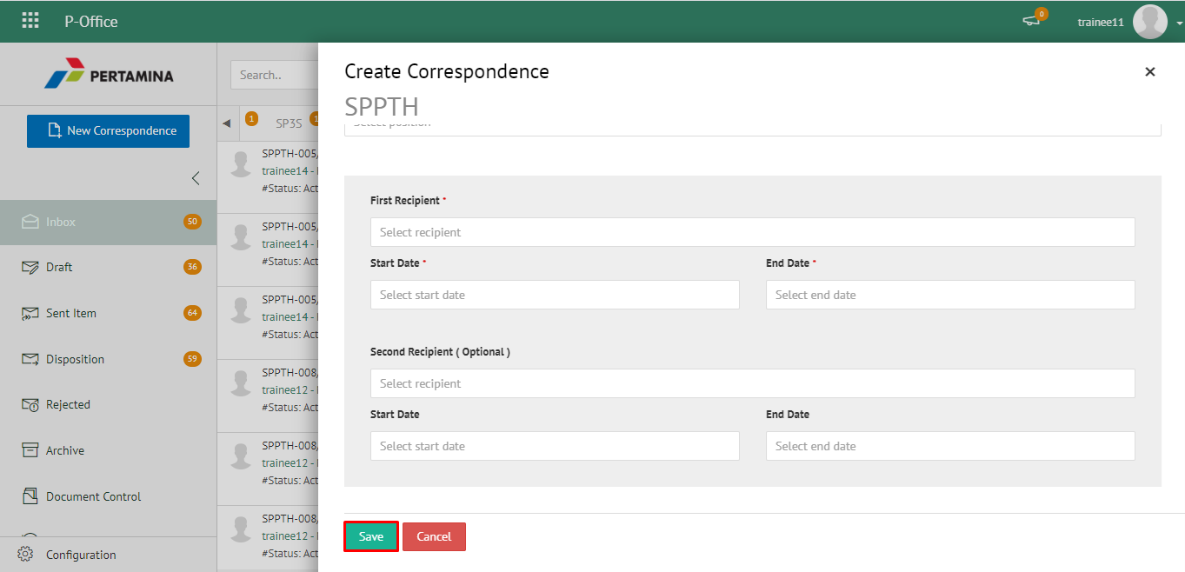 P-Office
0
trainee11
PERTAMINA
New Correspondence
Inbox 50
Draft 36
Sent Item 64
Disposition 59
Rejected
Archive
Document Control
Configuration
Search..
1 SP3S
SPPTH-005,
trainee14 -
#Status: Act
SPPTH-005,
trainee14 -
#Status: Act
SPPTH-005,
trainee14 -
#Status: Act
SPPTH-008,
trainee12 -
#Status: Act
SPPTH-008,
trainee12 -
#Status: Act
SPPTH-008,
trainee12 -
#Status: Act
Create Correspondence
SPPTH
Select position
First Recipient *
Select recipient
Start Date * End Date *
Select start date Select end date
Second Recipient ( Optional )
Select recipient
Start Date End Date
Select start date Select end date
Save Cancel